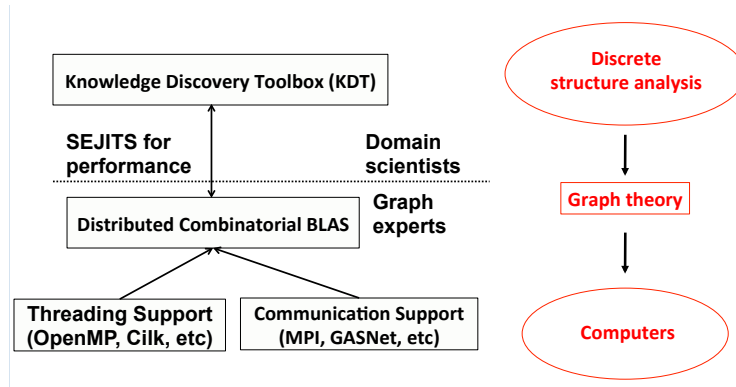 Knowledge Discovery Toolbox (KDT)
SEJITS for
performance
Domain
scientists
Distributed Combinatorial BLAS
Graph
experts
Threading Support
(OpenMP, Cilk, etc)
Communication Support
(MPI, GASNet, etc)
Discrete
structure analysis
Graph theory
Computers